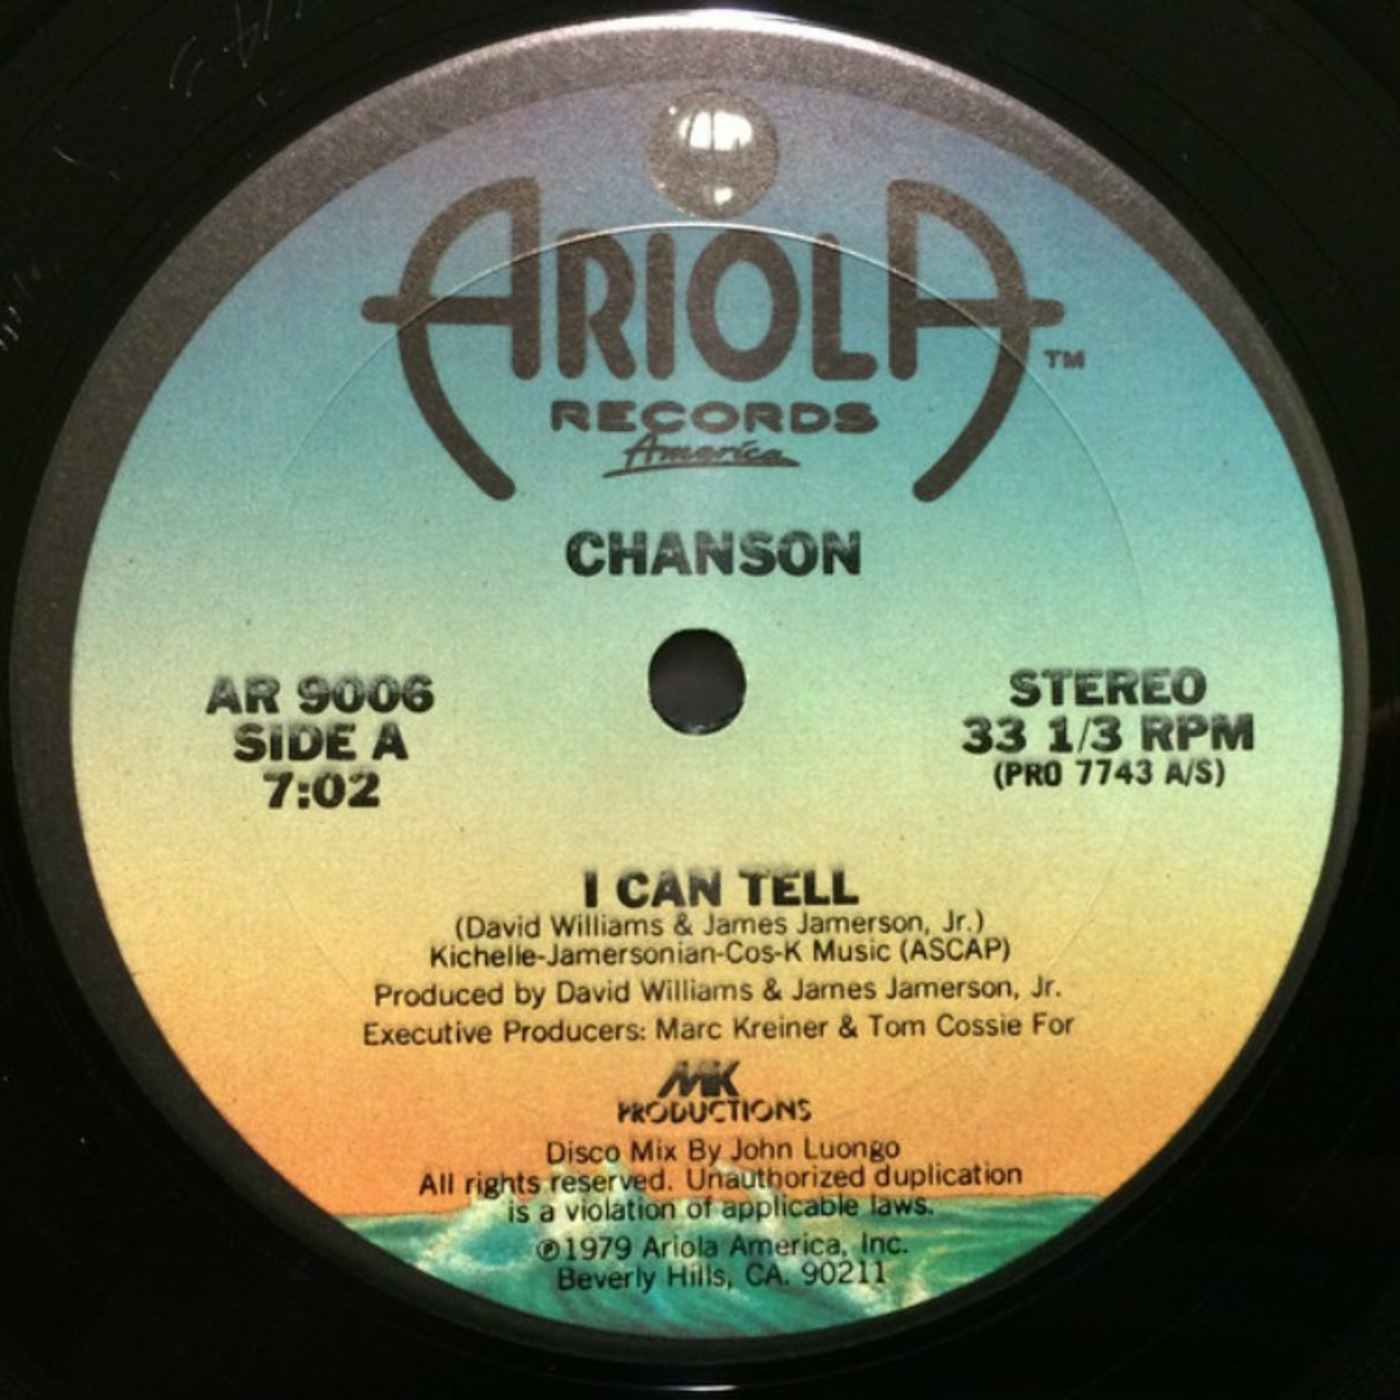 ARIOLA TM
RECORDS
America
CHANSON
AR 9006
SIDE A
7:02
STEREO
33 1/3 RPM
(PRO 7743 A/S)
I CAN TELL
(David Williams & James Jamerson, Jr.)
Kichelle-Jamersonian-Cos-K Music (ASCAP)
Produced by David Williams & James Jamerson, Jr.
Executive Producers: Marc Kreiner & Tom Cossie For
MK
PRODUCTIONS
Disco Mix By John Luongo
All rights reserved. Unauthorized duplication
is a violation of applicable laws.
℗1979 Ariola America, Inc.
Beverly Hills, CA. 90211